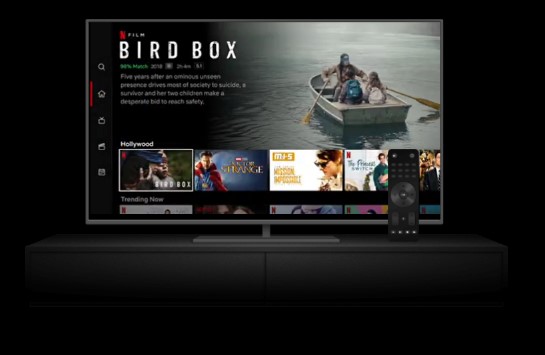 N FILM
BIRD BOX
98% Match 2018 2h 4m 5.1
Five years after an ominous unseen
presence drives most of society to suicide, a
survivor and her two children make a
desperate bid to reach safety.
Hollywood
N
BIRD BOX
MARVEL
DOCTOR
STRANGE
M:I-5
MISSION
IMPOSSIBLE
N
The Princess
SWITCH
Trending Now
N
N